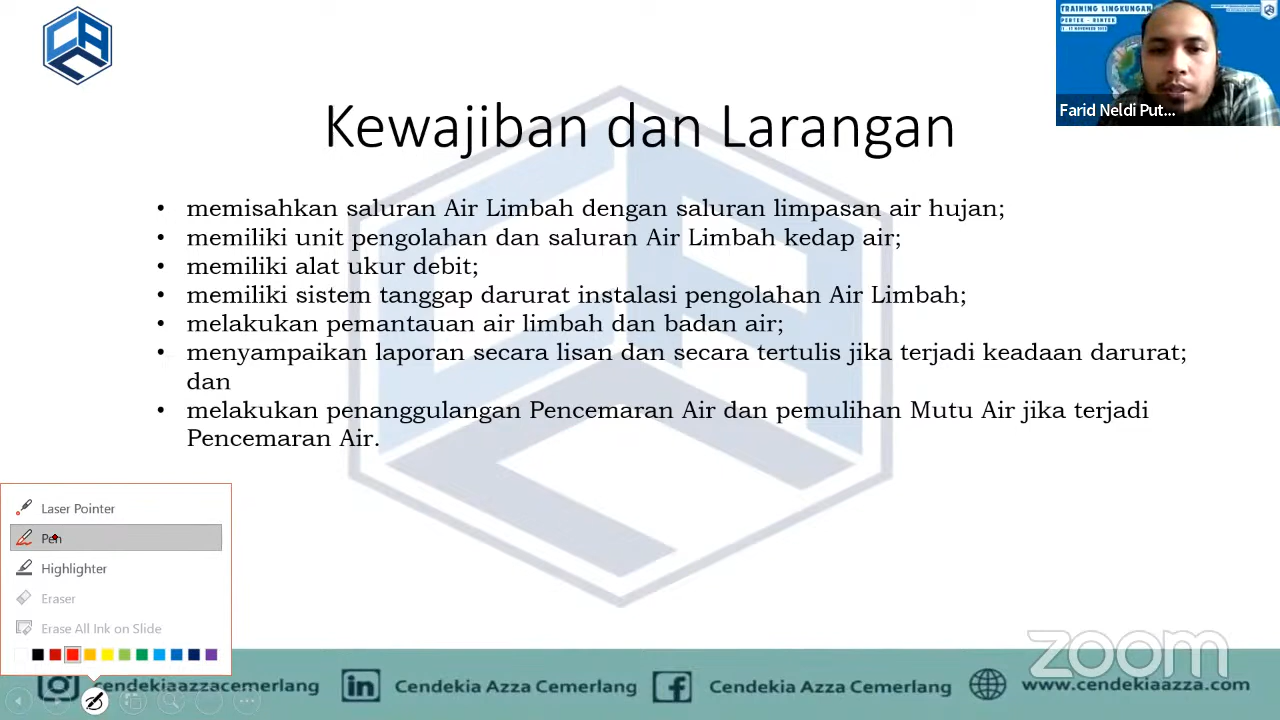 TRAINING LINGKUNGAN
PERTEK - RINTEK
Farid Neldi Put...
Kewajiban dan Larangan
• memisahkan saluran Air Limbah dengan saluran limpasan air hujan;
• memiliki unit pengolahan dan saluran Air Limbah kedap air;
• memiliki alat ukur debit;
• memiliki sistem tanggap darurat instalasi pengolahan Air Limbah;
• melakukan pemantauan air limbah dan badan air;
• menyampaikan laporan secara lisan dan secara tertulis jika terjadi keadaan darurat;
dan
• melakukan penanggulangan Pencemaran Air dan pemulihan Mutu Air jika terjadi
Pencemaran Air.
Laser Pointer
Pen
Highlighter
Eraser
Erase All Ink on Slide
zoom
cendekiaazzacemerlang
Cendekia Azza Cemerlang
Cendekia Azza Cemerlang
www.cendekiaazza.com